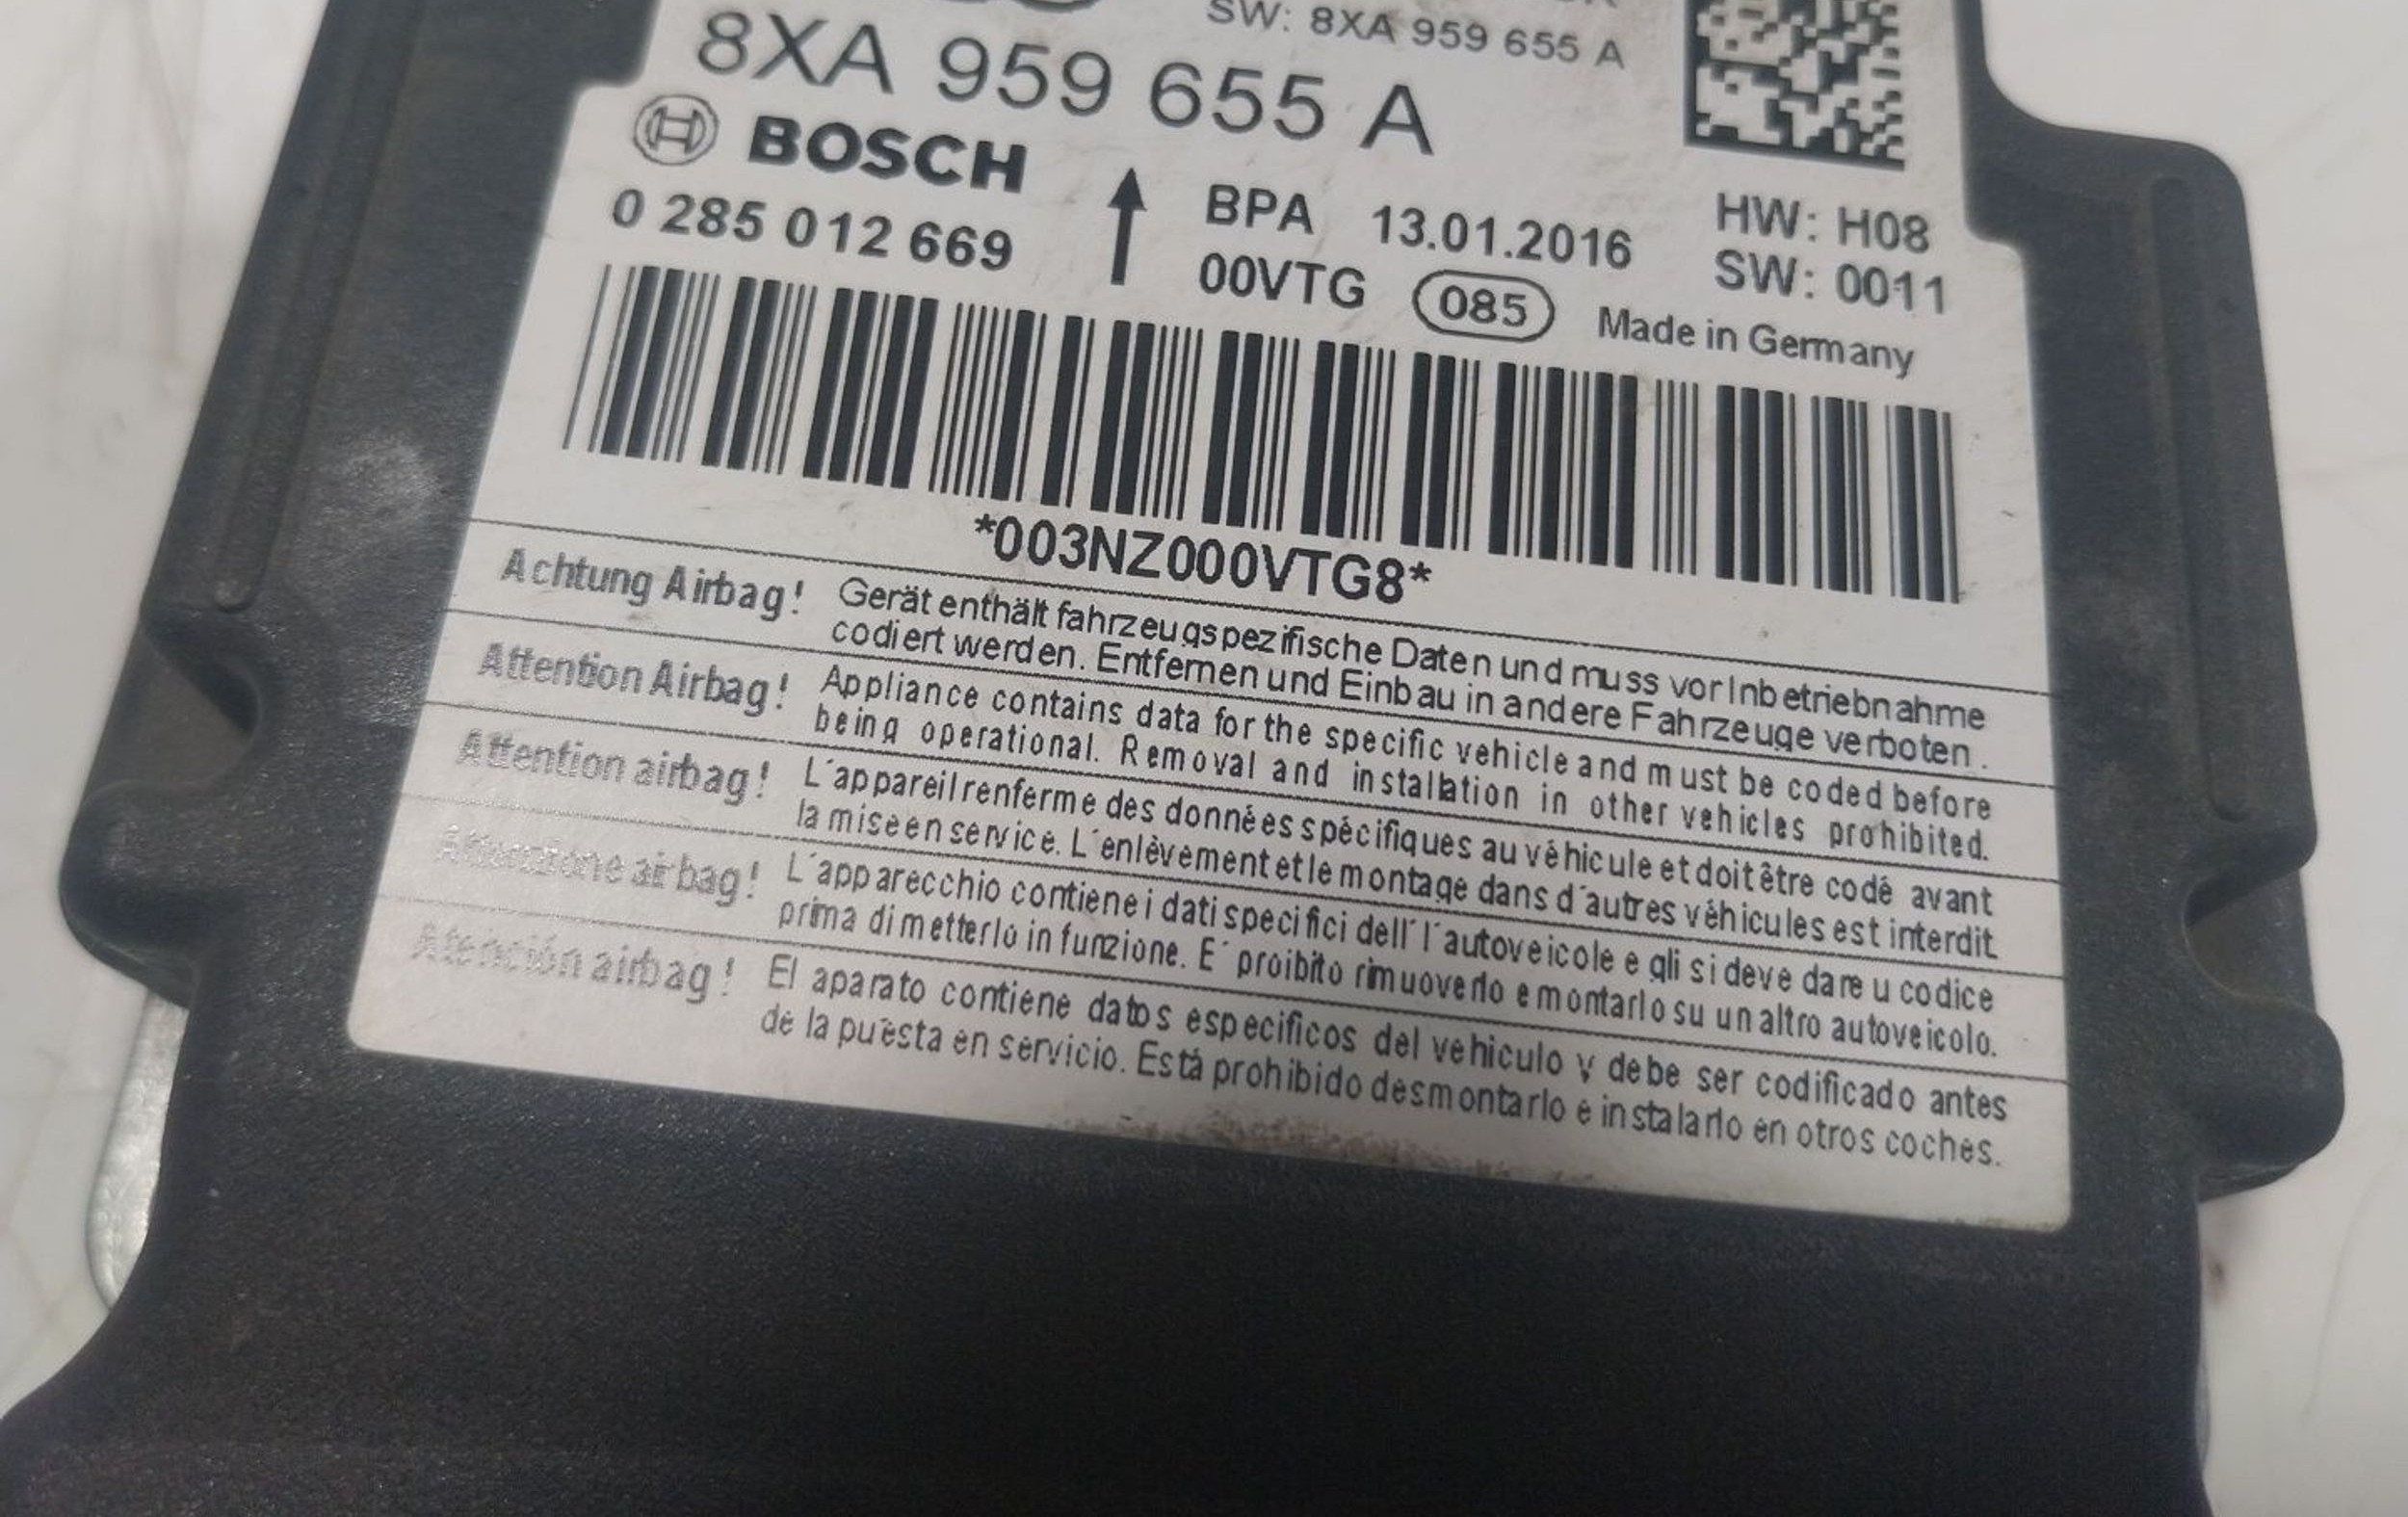 SW: 8XA 959 655 A
8XA 959 655 A
BOSCH
0 285 012 669
BPA 13.01.2016
00VTG 085 Made in Germany
HW: H08
SW: 0011
*003NZ000VTG8*
Achtung Airbag! Gerät enthält fahrzeugspezifische Daten und muss vor Inbetriebnahme
codiert werden. Entfernen und Einbau in andere Fahrzeuge verboten.
Attention Airbag! Appliance contains data for the specific vehicle and must be coded before
being operational. Removal and installation in other vehicles prohibited.
Attention airbag! L´appareil renferme des données spécifiques au véhicule et doit être codé avant
la mise en service. L´enlèvement et le montage dans d´autres véhicules est interdit.
Attenzione airbag! L´apparecchio contiene i dati specifici dell´l´autoveicole e gli si deve dare u codice
prima di metterlo in funzione. E´ proibito rimuoverlo e montarlo su un altro autoveicolo.
Atención airbag! El aparato contiene datos especificos del vehiculo y debe ser codificado antes
de la puesta en servicio. Está prohibido desmontarlo e instalarlo en otros coches.